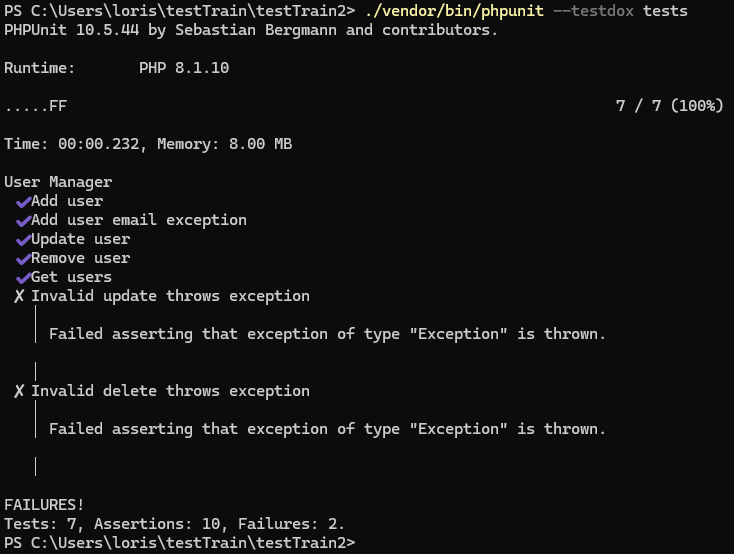 PS C:\Users\loris\testTrain\testTrain2> ./vendor/bin/phpunit --testdox tests
PHPUnit 10.5.44 by Sebastian Bergmann and contributors.
Runtime:       PHP 8.1.10
.....FF                                                             7 / 7 (100%)
Time: 00:00.232, Memory: 8.00 MB
User Manager
✔Add user
✔Add user email exception
✔Update user
✔Remove user
✔Get users
✗ Invalid update throws exception
│
│ Failed asserting that exception of type "Exception" is thrown.
│
✗ Invalid delete throws exception
│
│ Failed asserting that exception of type "Exception" is thrown.
│
FAILURES!
Tests: 7, Assertions: 10, Failures: 2.
PS C:\Users\loris\testTrain\testTrain2>